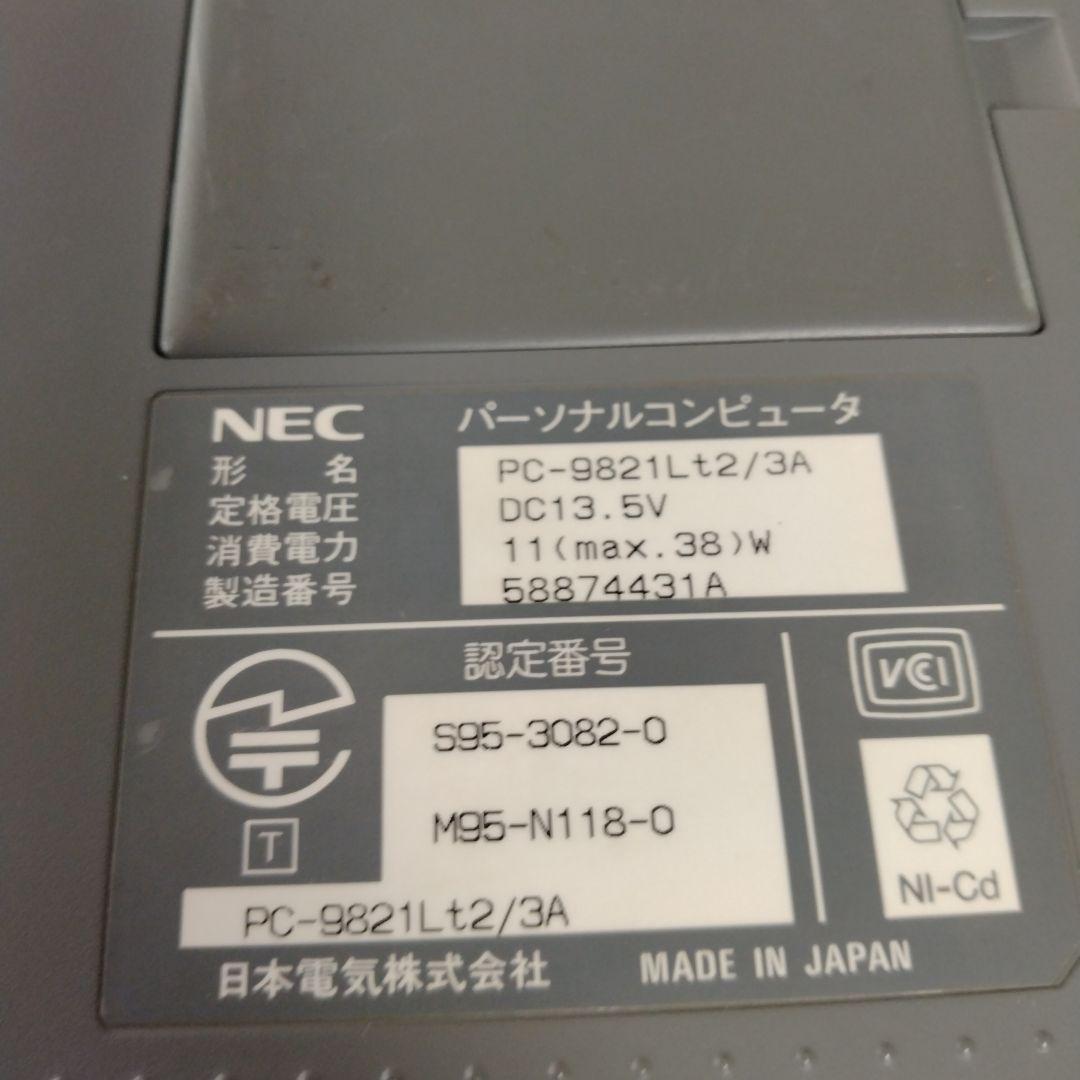 NEC パーソナルコンピュータ
形名 PC-9821Lt2/3A
定格電圧 DC13.5V
消費電力 11(max.38)W
製造番号 58874431A
認定番号
S95-3082-0
M95-N118-0
T
PC-9821Lt2/3A
VCI
NI-Cd
日本電気株式会社 MADE IN JAPAN